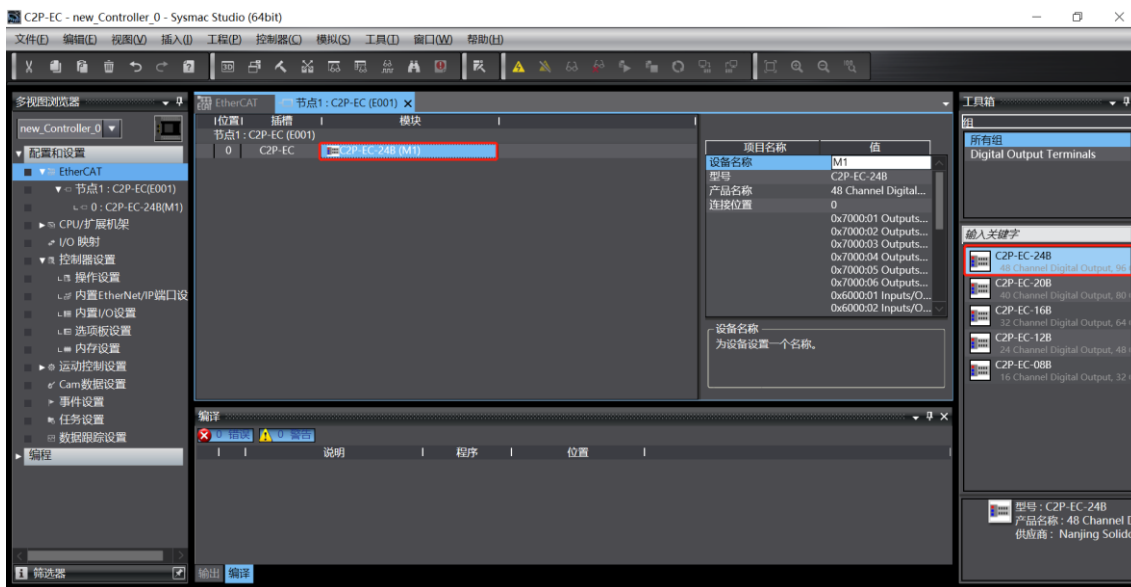 C2P-EC - new_Controller_0 - Sysmac Studio (64bit)
文件(F) 编辑(E) 视图(V) 插入(I) 工程(P) 控制器(C) 模拟(S) 工具(T) 窗口(W) 帮助(H)
多视图浏览器
new_Controller_0
配置和设置
EtherCAT
节点1 : C2P-EC(E001)
0 : C2P-EC-24B(M1)
CPU/扩展机架
I/O 映射
控制器设置
操作设置
内置EtherNet/IP端口设
内置I/O设置
选项板设置
内存设置
运动控制设置
Cam数据设置
事件设置
任务设置
数据跟踪设置
编程
筛选器
EtherCAT 节点1 : C2P-EC (E001)
位置 插槽 模块
节点1 : C2P-EC (E001)
0 C2P-EC C2P-EC-24B (M1)
项目名称 值
设备名称 M1
型号 C2P-EC-24B
产品名称 48 Channel Digital...
连接位置 0
0x7000:01 Outputs...
0x7000:02 Outputs...
0x7000:03 Outputs...
0x7000:04 Outputs...
0x7000:05 Outputs...
0x7000:06 Outputs...
0x6000:01 Inputs/O...
0x6000:02 Inputs/O...
设备名称
为设备设置一个名称。
编译
0 错误 0 警告
说明 程序 位置
输出 编译
工具箱
组
所有组
Digital Output Terminals
输入关键字
C2P-EC-24B
48 Channel Digital Output, 96
C2P-EC-20B
40 Channel Digital Output, 80
C2P-EC-16B
32 Channel Digital Output, 64
C2P-EC-12B
24 Channel Digital Output, 48
C2P-EC-08B
16 Channel Digital Output, 32
型号 : C2P-EC-24B
产品名称 : 48 Channel
供应商 : Nanjing Solid